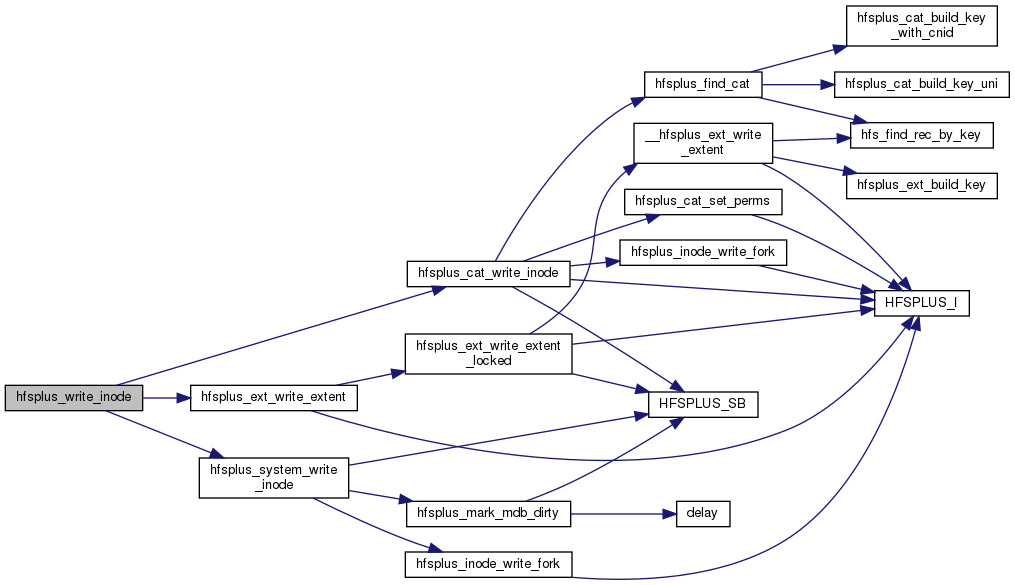 hfsplus_cat_build_key
_with_cnid
hfsplus_find_cat
hfsplus_cat_build_key_uni
__hfsplus_ext_write
_extent
hfs_find_rec_by_key
hfsplus_ext_build_key
hfsplus_cat_set_perms
hfsplus_inode_write_fork
hfsplus_cat_write_inode
HFSPLUS_I
hfsplus_ext_write_extent
_locked
hfsplus_write_inode
hfsplus_ext_write_extent
HFSPLUS_SB
hfsplus_system_write
_inode
hfsplus_mark_mdb_dirty
delay
hfsplus_inode_write_fork